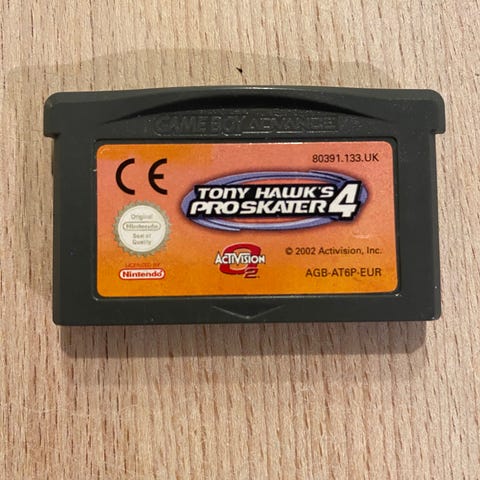 GAME BOY ADVANCE
80391.133.UK
CE
TONY HAWK'S
PRO SKATER 4
Original
Nintendo
Seal of
Quality
ACTIVISION
O2
© 2002 Activision, Inc.
LICENSED BY
Nintendo
AGB-AT6P-EUR